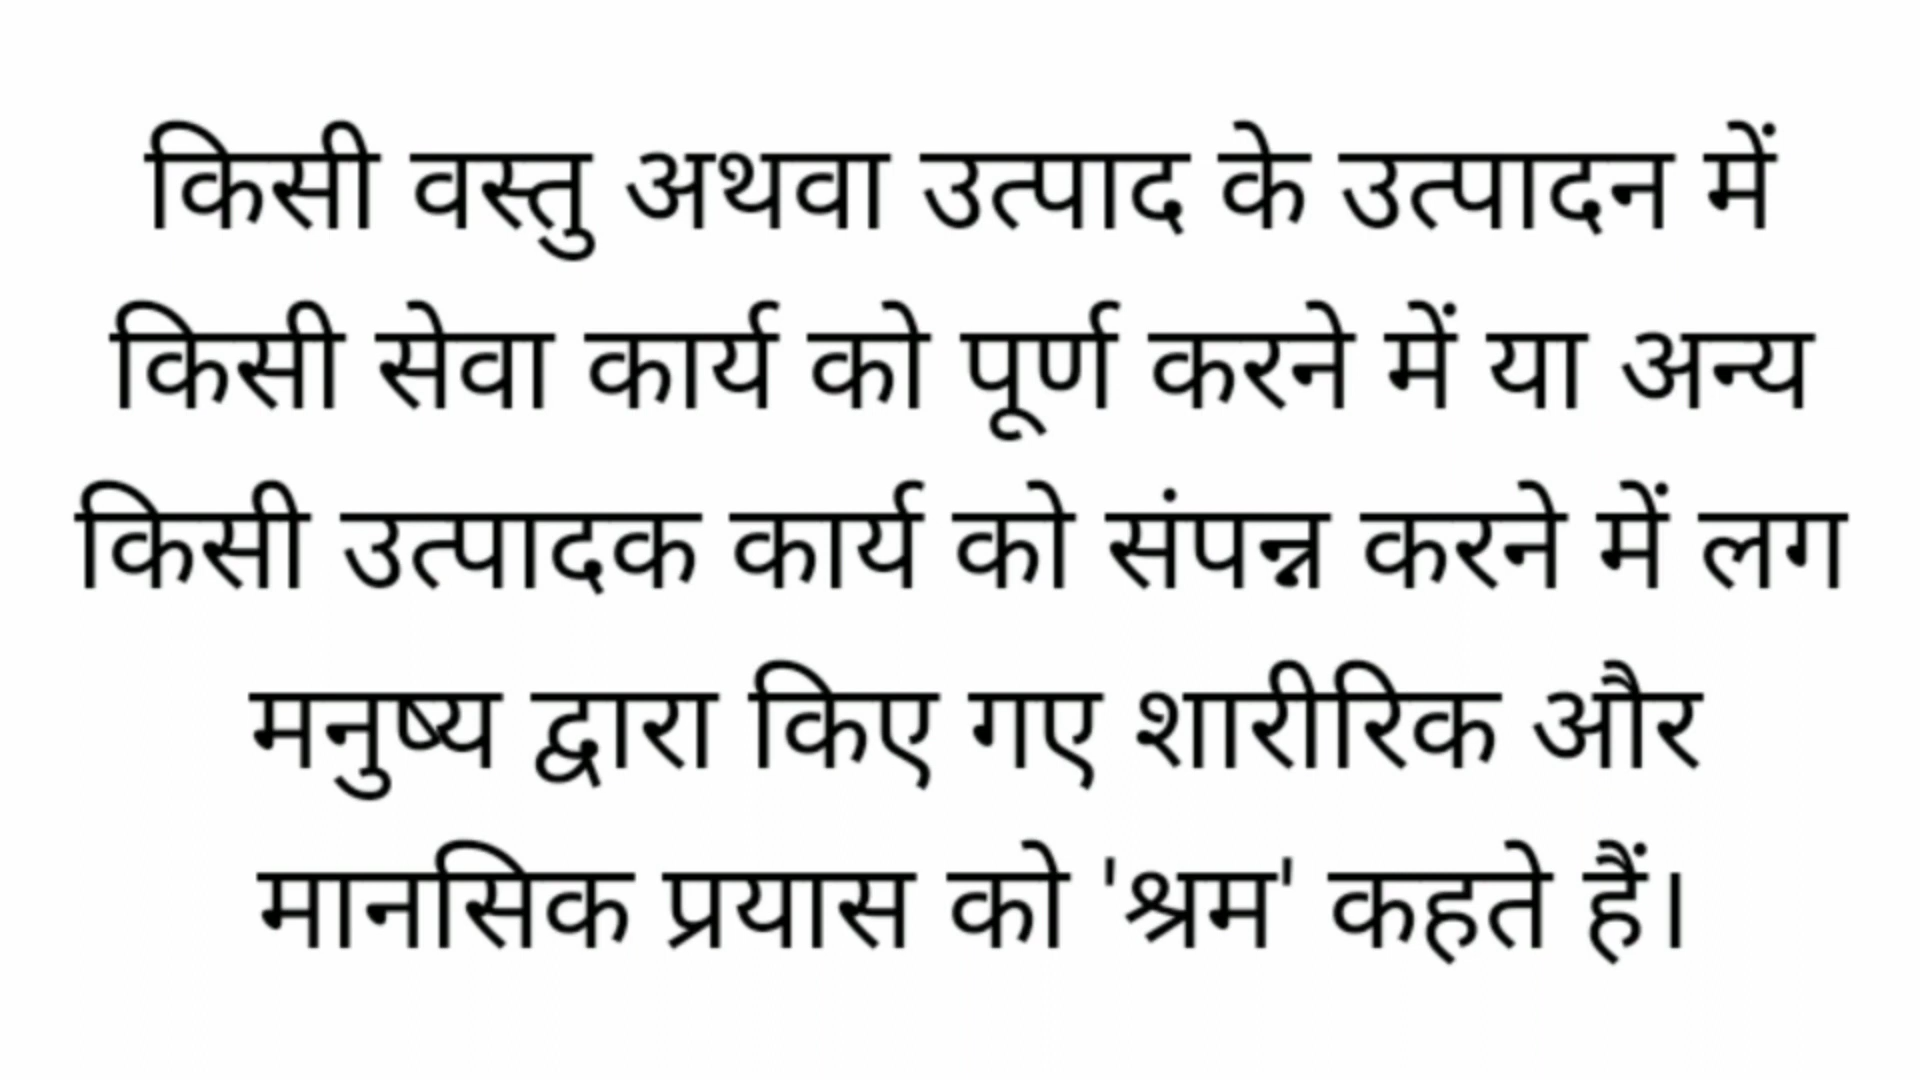 किसी वस्तु अथवा उत्पाद के उत्पादन में
किसी सेवा कार्य को पूर्ण करने में या अन्य
किसी उत्पादक कार्य को संपन्न करने में लग
मनुष्य द्वारा किए गए शारीरिक और
मानसिक प्रयास को 'श्रम' कहते हैं।